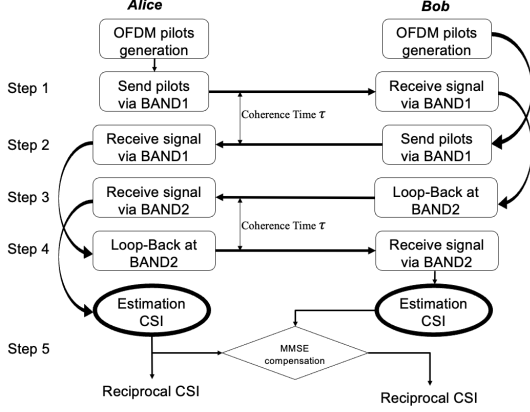 Alice
Bob
OFDM pilots
generation
OFDM pilots
generation
Step 1
Send pilots
via BAND1
Receive signal
via BAND1
Coherence Time τ
Step 2
Receive signal
via BAND1
Send pilots
via BAND1
Step 3
Receive signal
via BAND2
Loop-Back at
BAND2
Coherence Time τ
Step 4
Loop-Back at
BAND2
Receive signal
via BAND2
Estimation
CSI
Estimation
CSI
Step 5
MMSE
compensation
Reciprocal CSI
Reciprocal CSI